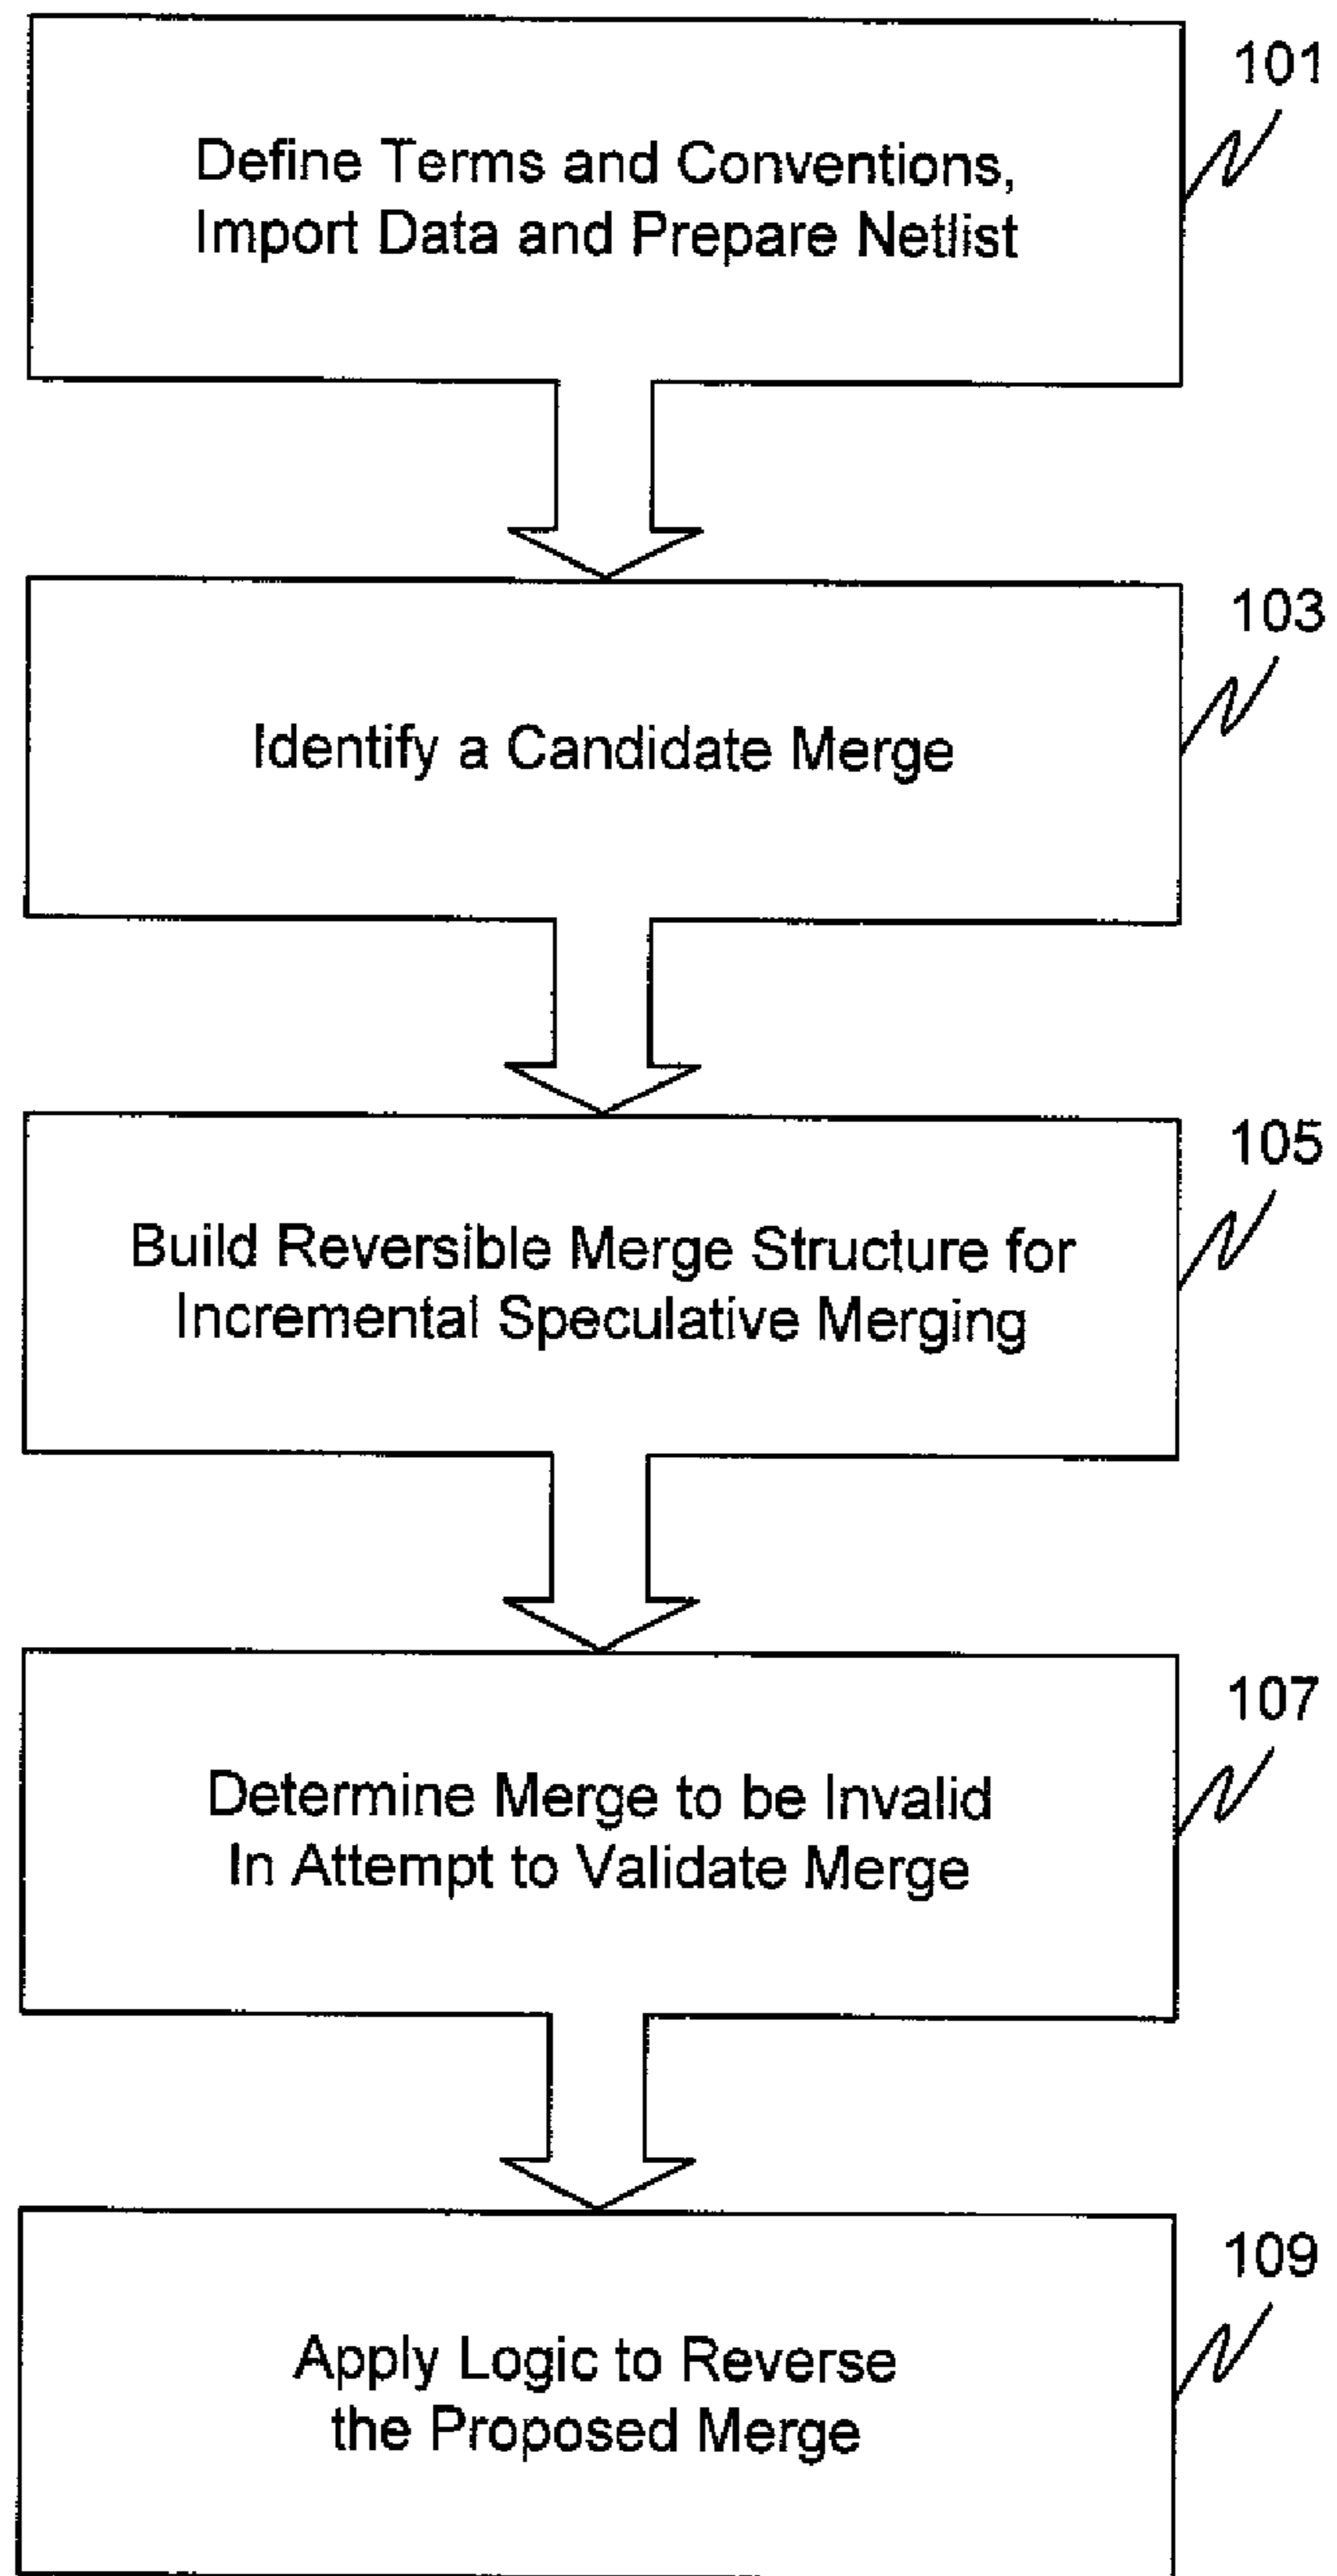 101
Define Terms and Conventions,
Import Data and Prepare Netlist
103
Identify a Candidate Merge
105
Build Reversible Merge Structure for
Incremental Speculative Merging
107
Determine Merge to be Invalid
In Attempt to Validate Merge
109
Apply Logic to Reverse
the Proposed Merge